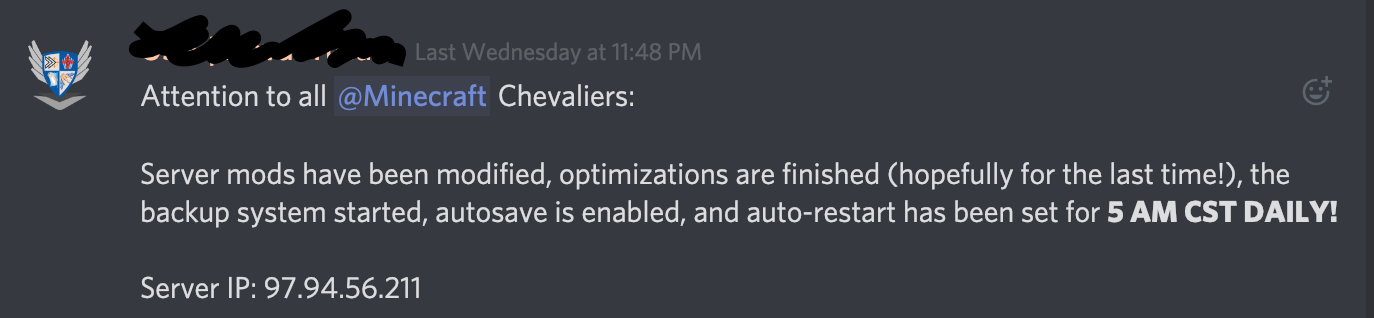 Last Wednesday at 11:48 PM
Attention to all @Minecraft Chevaliers:
Server mods have been modified, optimizations are finished (hopefully for the last time!), the
backup system started, autosave is enabled, and auto-restart has been set for 5 AM CST DAILY!
Server IP: 97.94.56.211